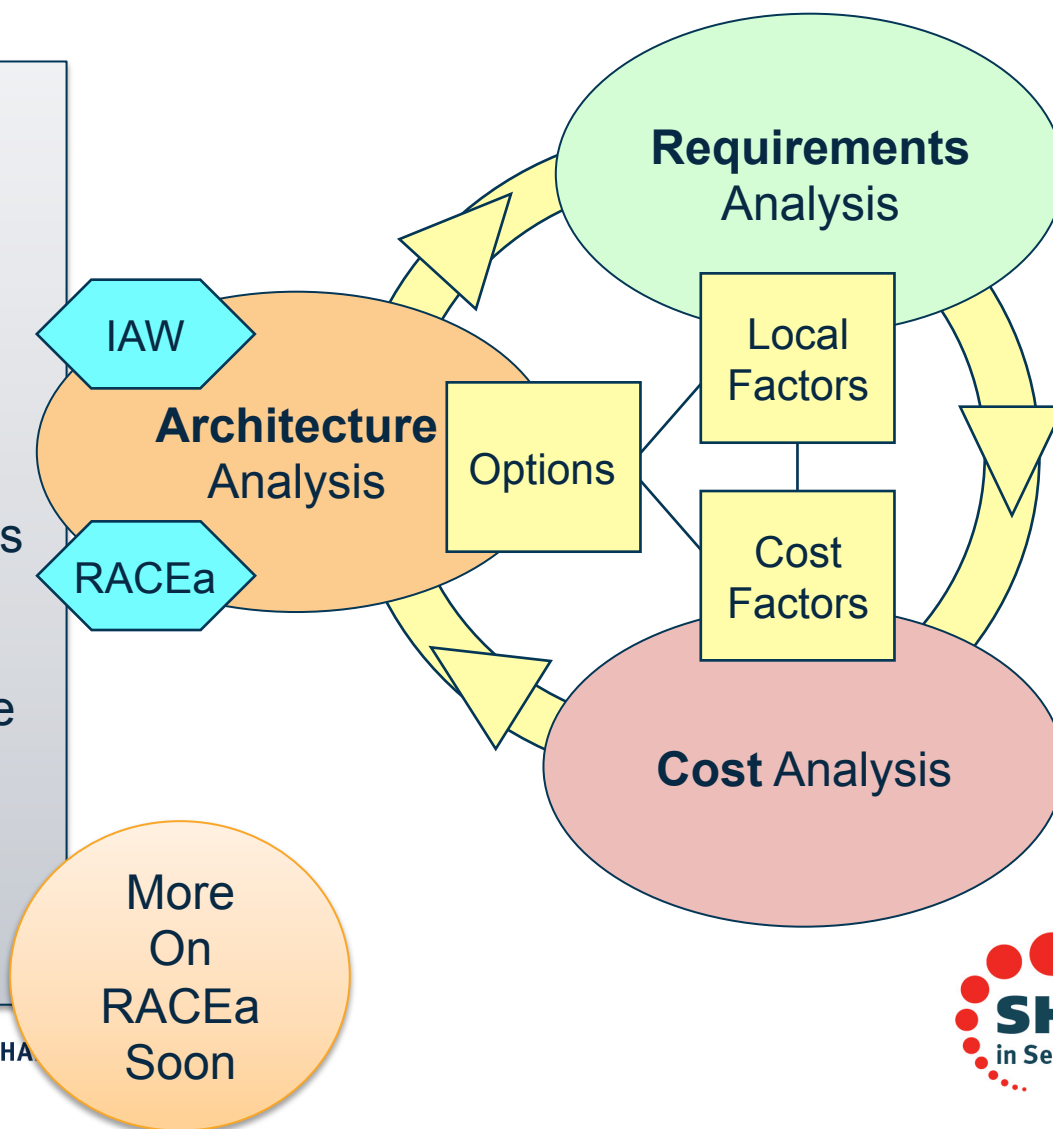 Requirements
Analysis
Local
Factors
IAW
Architecture
Analysis
Options
RACEa
Cost
Factors
Cost Analysis
More
On
RACEa
Soon
in Se